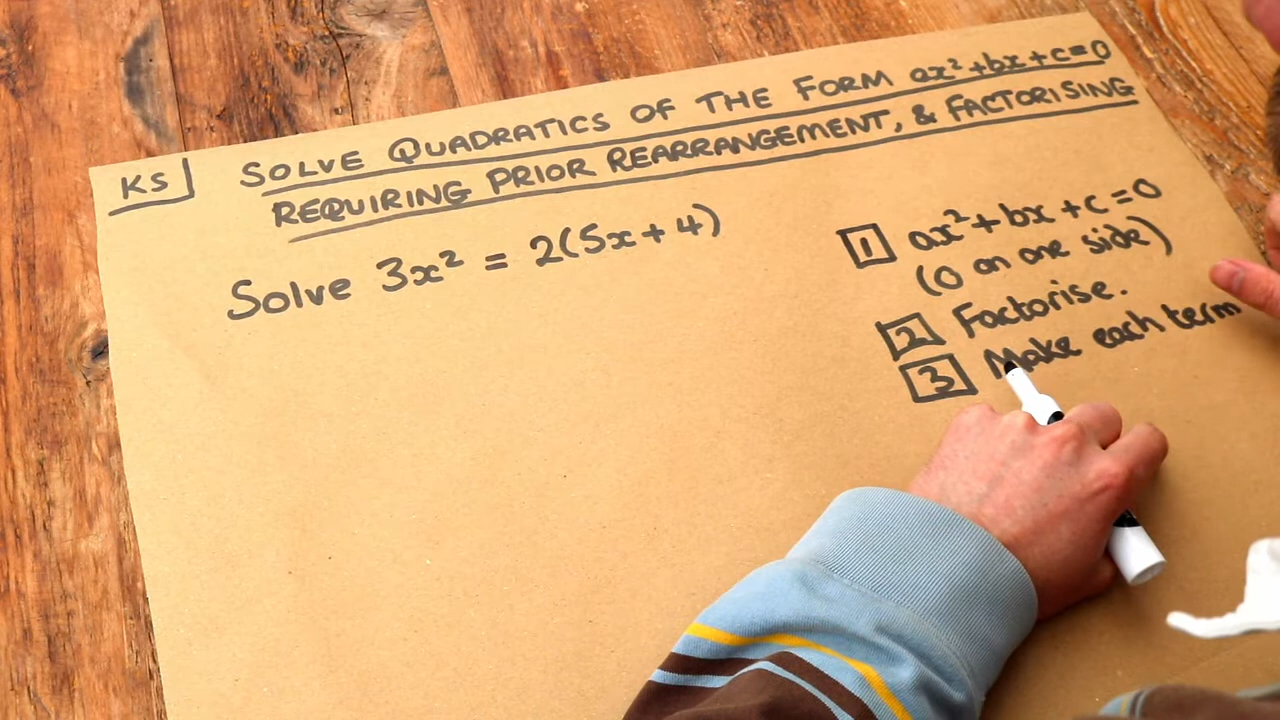 KS
SOLVE QUADRATICS OF THE FORM ax²+bx+c=0
REQUIRING PRIOR REARRANGEMENT, & FACTORISING
Solve 3x² = 2(5x+4)
1 ax²+bx+c=0
(0 on one side)
2 Factorise.
3 Make each term